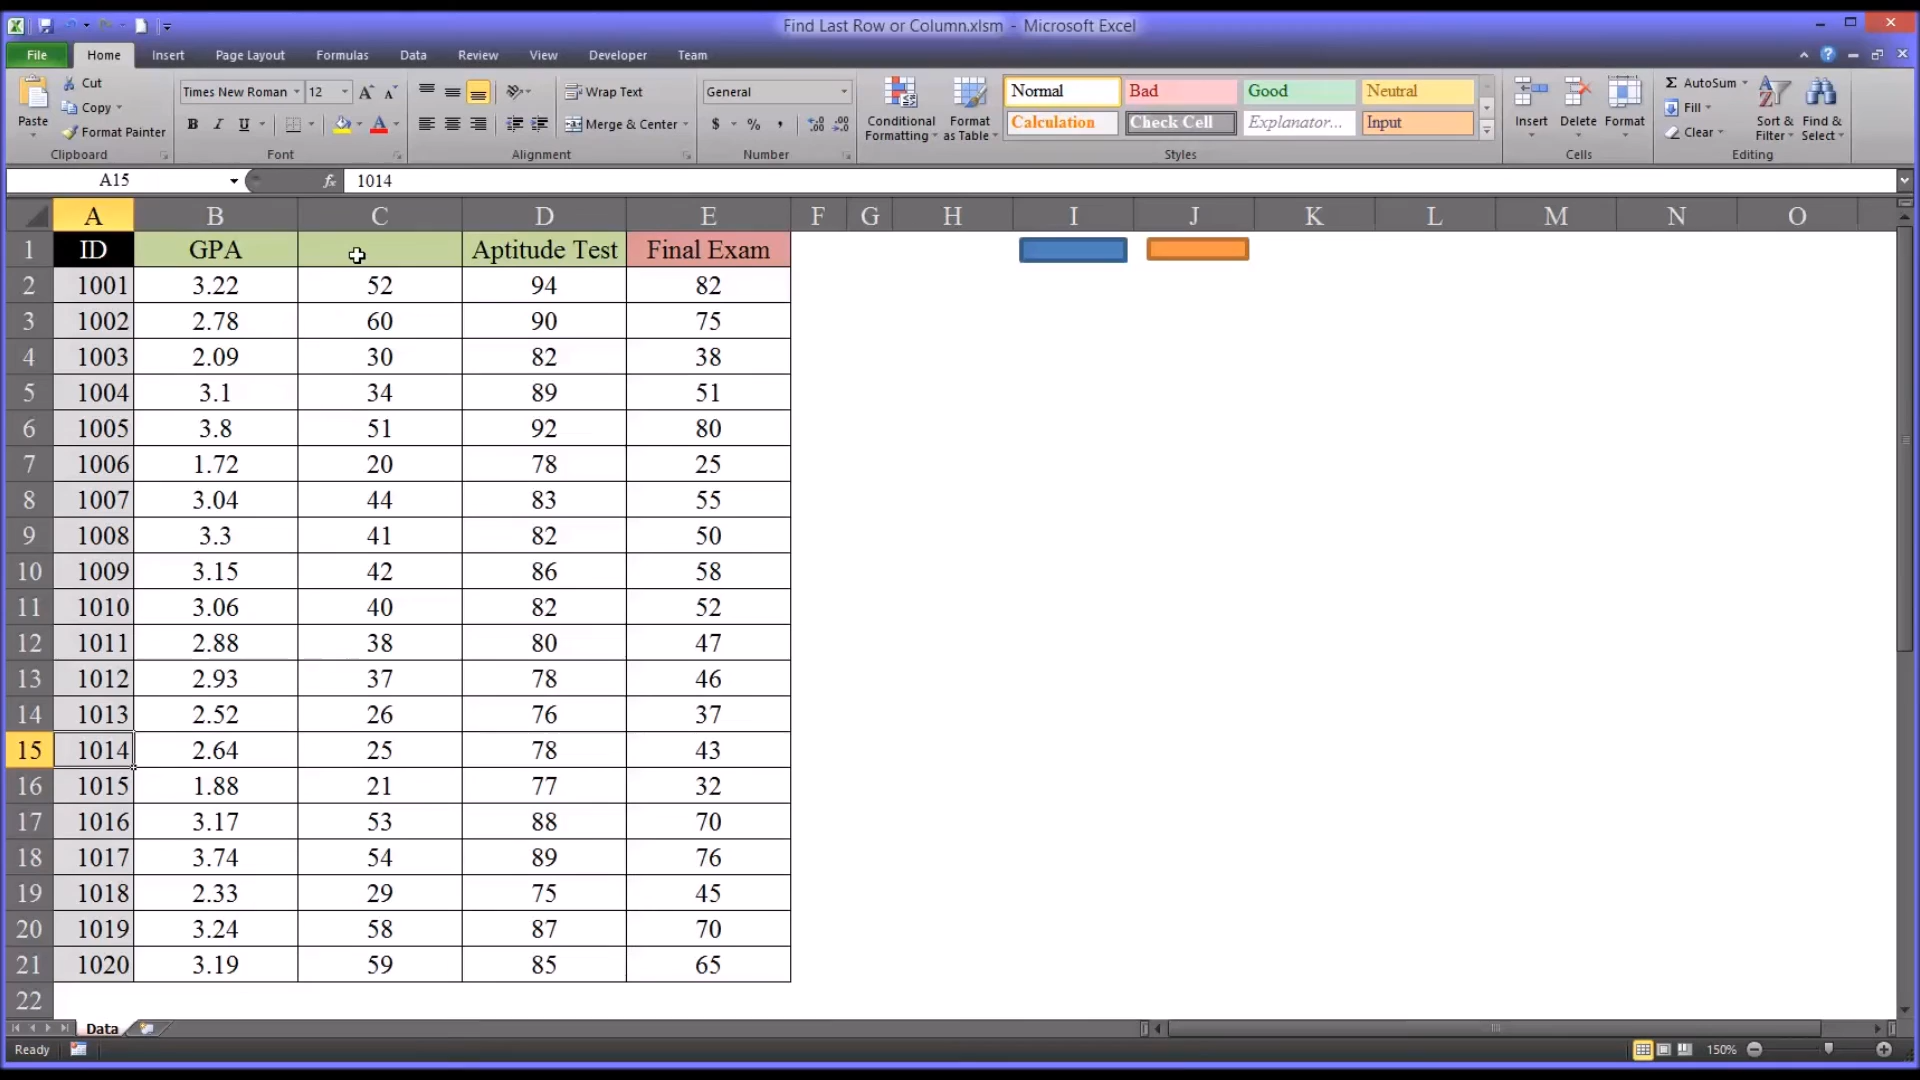 Find Last Row or Column.xlsm - Microsoft Excel
File Home Insert Page Layout Formulas Data Review View Developer Team
Paste Cut Copy Format Painter Clipboard
Times New Roman 12 A A B I U A Font
Wrap Text Merge & Center Alignment
General $ % , .00 .0 Number
Conditional Formatting Format as Table
Normal Bad Good Neutral
Calculation Check Cell Explanator... Input
Styles
Insert Delete Format Cells
Σ AutoSum Fill Clear Sort & Filter Find & Select Editing
A15 fx 1014
A B C D E F G H I J K L M N O
1 ID GPA Aptitude Test Final Exam
2 1001 3.22 52 94 82
3 1002 2.78 60 90 75
4 1003 2.09 30 82 38
5 1004 3.1 34 89 51
6 1005 3.8 51 92 80
7 1006 1.72 20 78 25
8 1007 3.04 44 83 55
9 1008 3.3 41 82 50
10 1009 3.15 42 86 58
11 1010 3.06 40 82 52
12 1011 2.88 38 80 47
13 1012 2.93 37 78 46
14 1013 2.52 26 76 37
15 1014 2.64 25 78 43
16 1015 1.88 21 77 32
17 1016 3.17 53 88 70
18 1017 3.74 54 89 76
19 1018 2.33 29 75 45
20 1019 3.24 58 87 70
21 1020 3.19 59 85 65
22
Data
Ready 150%